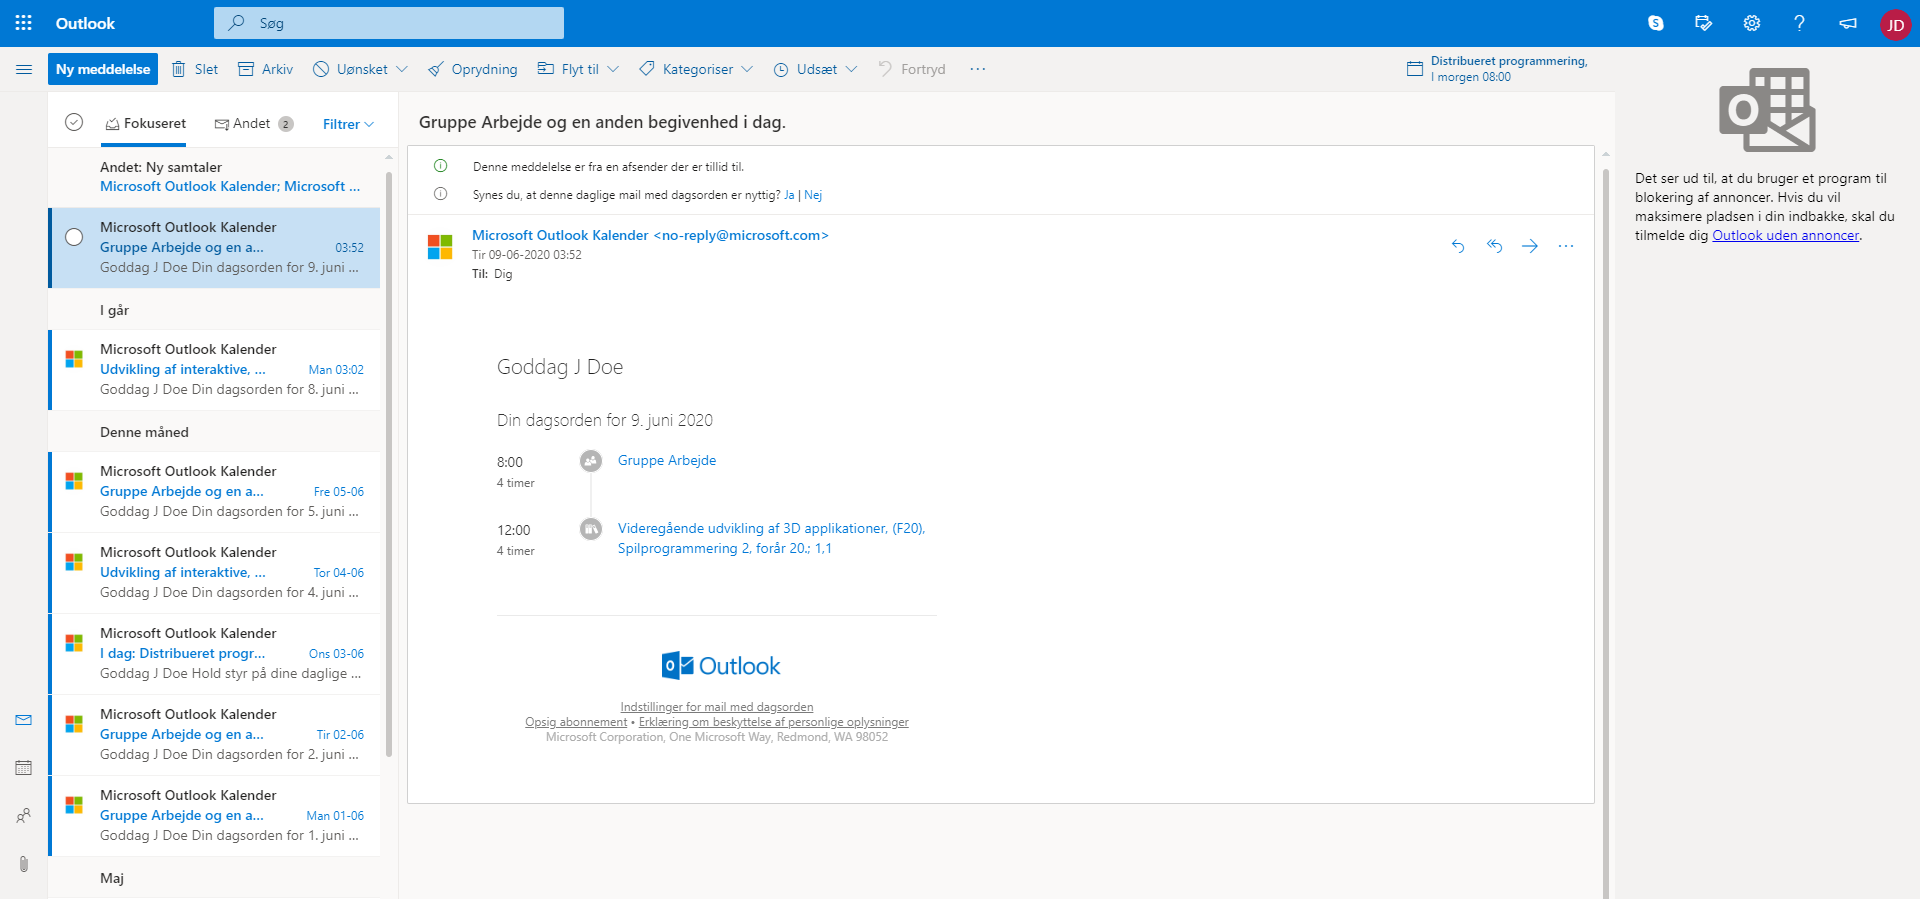 Outlook
Søg
JD
Ny meddelelse
Slet
Arkiv
Uønsket
Oprydning
Flyt til
Kategoriser
Udsæt
Fortryd
Distribueret programmering,
I morgen 08:00
Fokuseret
Andet 2
Filtrer
Andet: Ny samtaler
Microsoft Outlook Kalender; Microsoft ...
Microsoft Outlook Kalender
Gruppe Arbejde og en a... 03:52
Goddag J Doe Din dagsorden for 9. juni ...
I går
Microsoft Outlook Kalender
Udvikling af interaktive, ... Man 03:02
Goddag J Doe Din dagsorden for 8. juni ...
Denne måned
Microsoft Outlook Kalender
Gruppe Arbejde og en a... Fre 05-06
Goddag J Doe Din dagsorden for 5. juni ...
Microsoft Outlook Kalender
Udvikling af interaktive, ... Tor 04-06
Goddag J Doe Din dagsorden for 4. juni ...
Microsoft Outlook Kalender
I dag: Distribueret progr... Ons 03-06
Goddag J Doe Hold styr på dine daglige ...
Microsoft Outlook Kalender
Gruppe Arbejde og en a... Tir 02-06
Goddag J Doe Din dagsorden for 2. juni ...
Microsoft Outlook Kalender
Gruppe Arbejde og en a... Man 01-06
Goddag J Doe Din dagsorden for 1. juni ...
Maj
Gruppe Arbejde og en anden begivenhed i dag.
Denne meddelelse er fra en afsender der er tillid til.
Synes du, at denne daglige mail med dagsorden er nyttig? Ja | Nej
Microsoft Outlook Kalender <no-reply@microsoft.com>
Tir 09-06-2020 03:52
Til: Dig
Goddag J Doe
Din dagsorden for 9. juni 2020
8:00 Gruppe Arbejde
4 timer
12:00 Videregående udvikling af 3D applikationer, (F20),
4 timer Spilprogrammering 2, forår 20.; 1,1
Outlook
Indstillinger for mail med dagsorden
Opsig abonnement • Erklæring om beskyttelse af personlige oplysninger
Microsoft Corporation, One Microsoft Way, Redmond, WA 98052
Det ser ud til, at du bruger et program til
blokering af annoncer. Hvis du vil
maksimere pladsen i din indbakke, skal du
tilmelde dig Outlook uden annoncer.